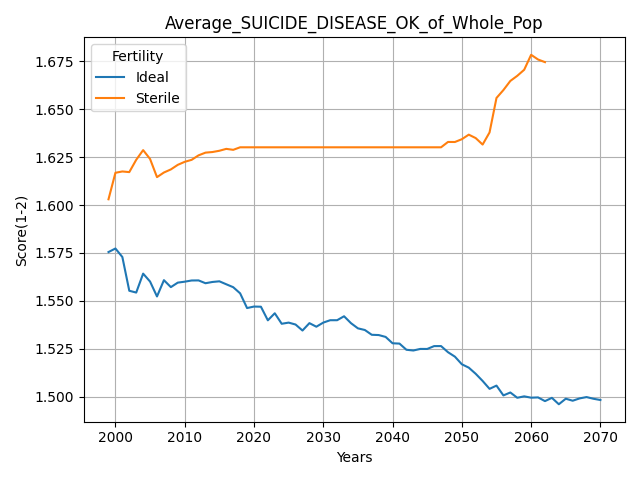 Average_SUICIDE_DISEASE_OK_of_Whole_Pop
Fertility
Ideal
Sterile
1.675
1.650
1.625
1.600
1.575
1.550
1.525
1.500
Score(1-2)
2000 2010 2020 2030 2040 2050 2060 2070
Years